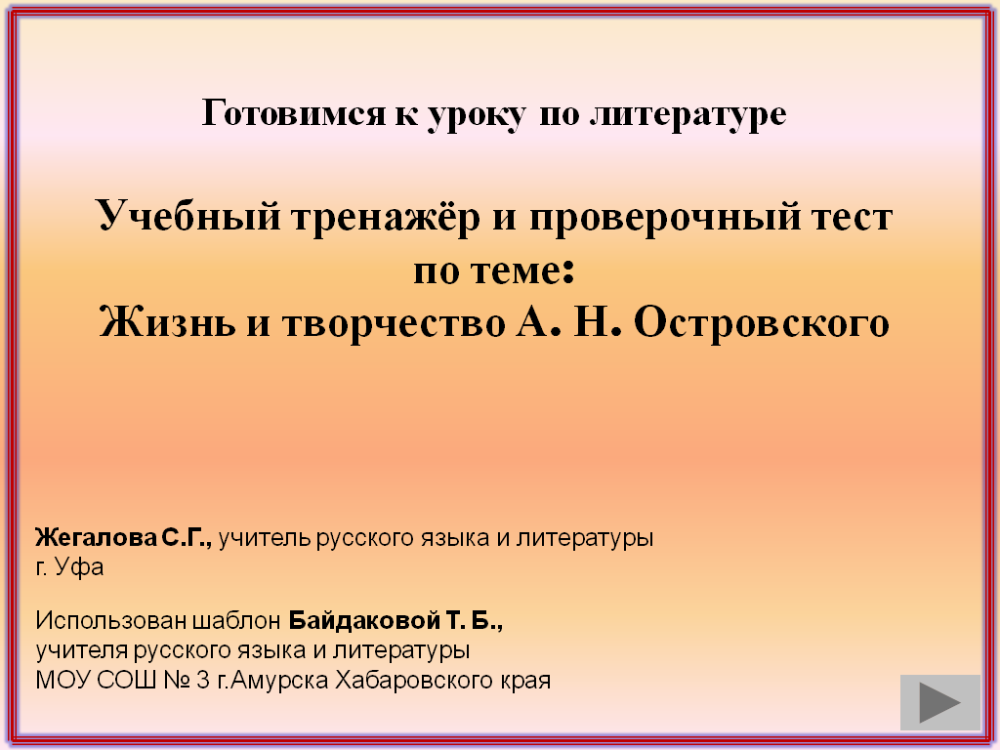 Готовимся к уроку по литературе
Учебный тренажёр и проверочный тест
по теме:
Жизнь и творчество А. Н. Островского
Жегалова С.Г., учитель русского языка и литературы
г. Уфа
Использован шаблон Байдаковой Т. Б.,
учителя русского языка и литературы
МОУ СОШ № 3 г.Амурска Хабаровского края